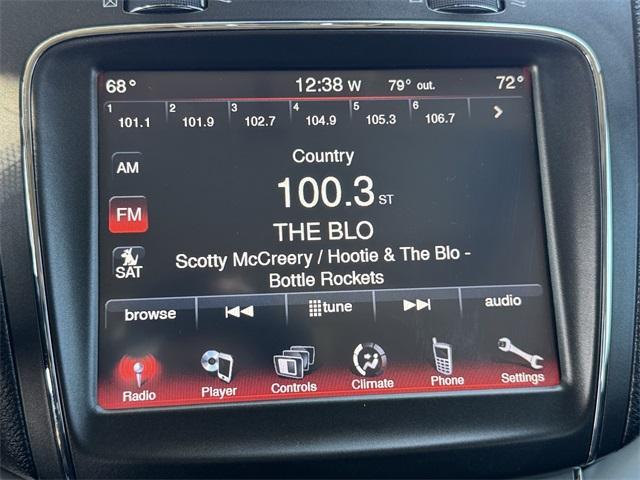 68° 12:38 W 79° out. 72°
1 101.1 2 101.9 3 102.7 4 104.9 5 105.3 6 106.7
AM
Country
FM
100.3 ST
THE BLO
SAT
Scotty McCreery / Hootie & The Blo -
Bottle Rockets
browse tune audio
Radio Player Controls Climate Phone Settings